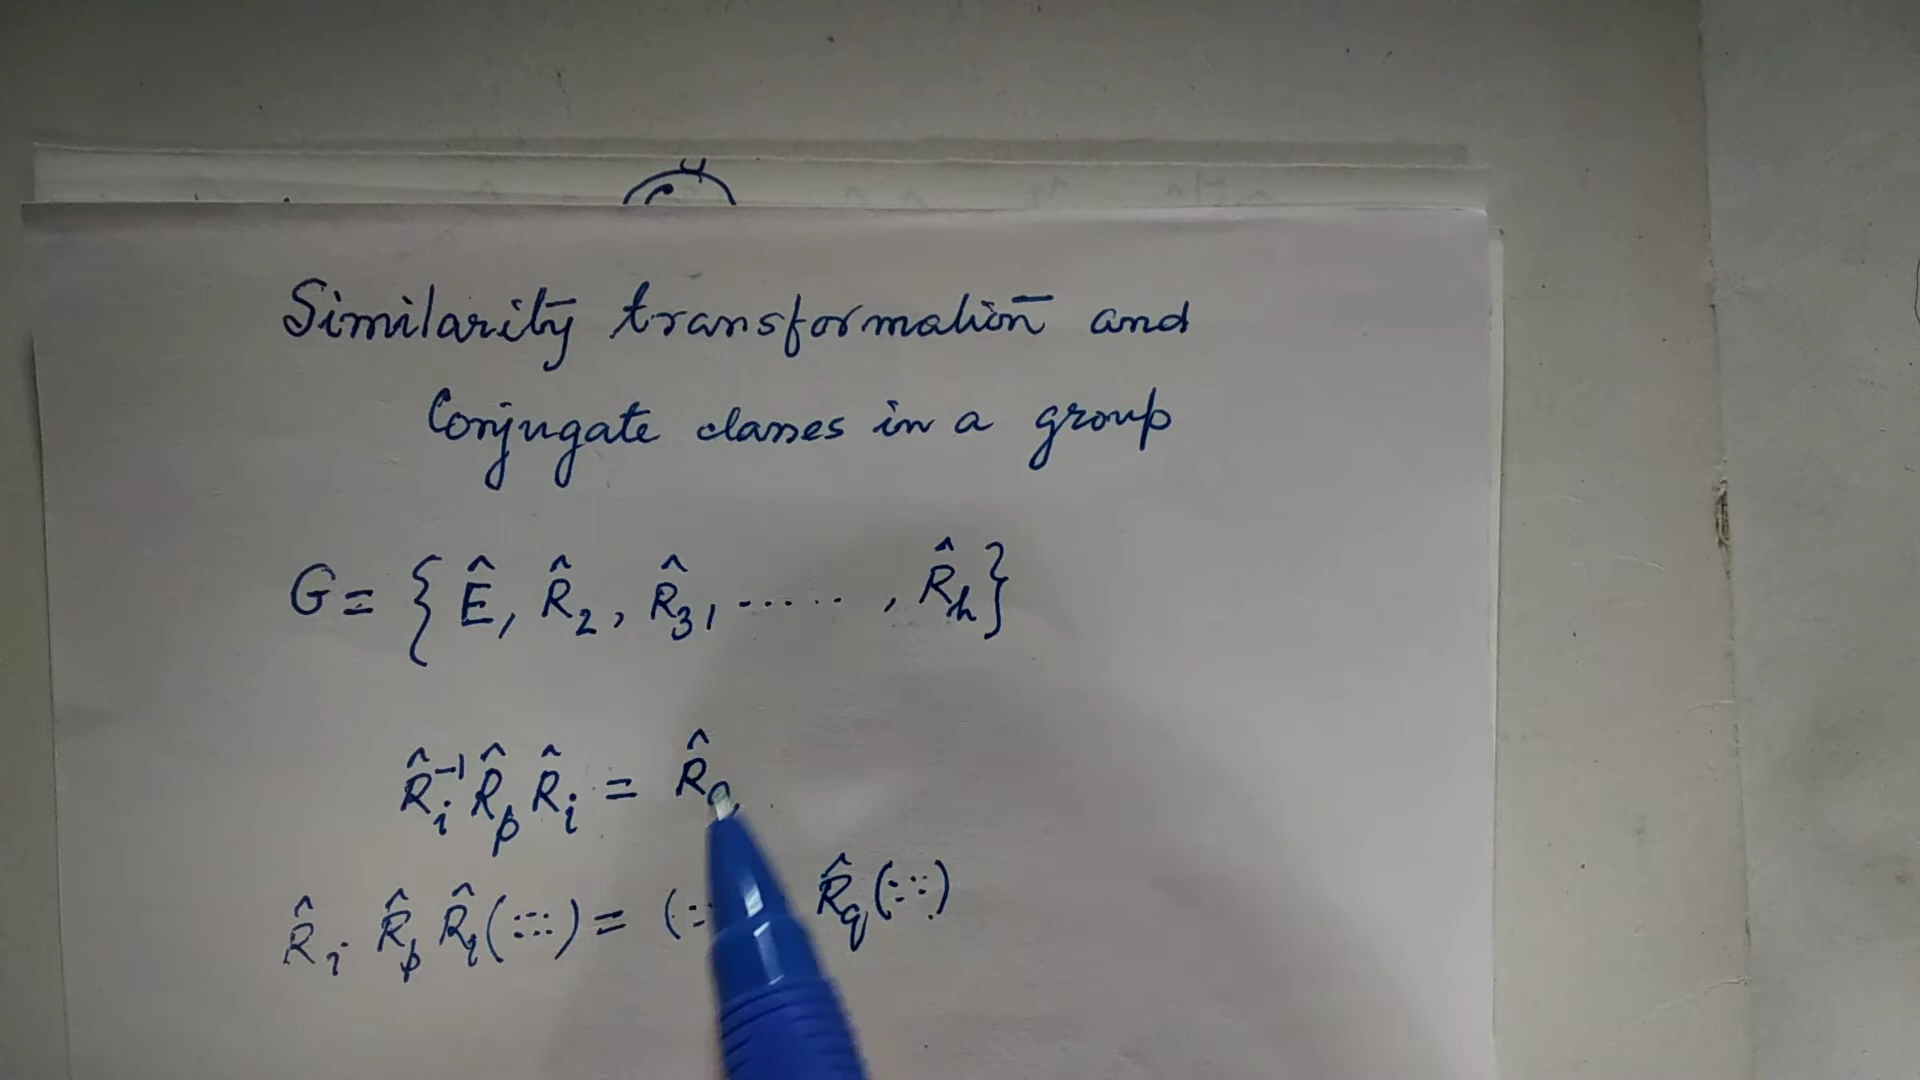 Similarity transformation and
Conjugate classes in a group
G = { Ê, R̂₂, R̂₃, ......, R̂ₕ}
R̂ᵢ⁻¹ R̂ₚ R̂ᵢ = R̂
R̂ᵢ R̂ₚ R̂ (:::) = (:: R̂q (:::)